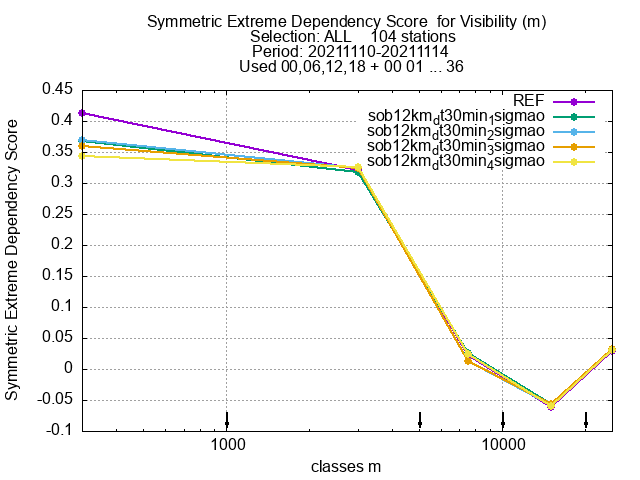 Symmetric Extreme Dependency Score  for Visibility (m)
Selection: ALL    104 stations
Period: 20211110-20211114
Used 00,06,12,18 + 00 01 ... 36
REF
sob12km_dt30min_1sigmao
sob12km_dt30min_2sigmao
sob12km_dt30min_3sigmao
sob12km_dt30min_4sigmao
Symmetric Extreme Dependency Score
0.45
0.4
0.35
0.3
0.25
0.2
0.15
0.1
0.05
0
-0.05
-0.1
1000
10000
classes m